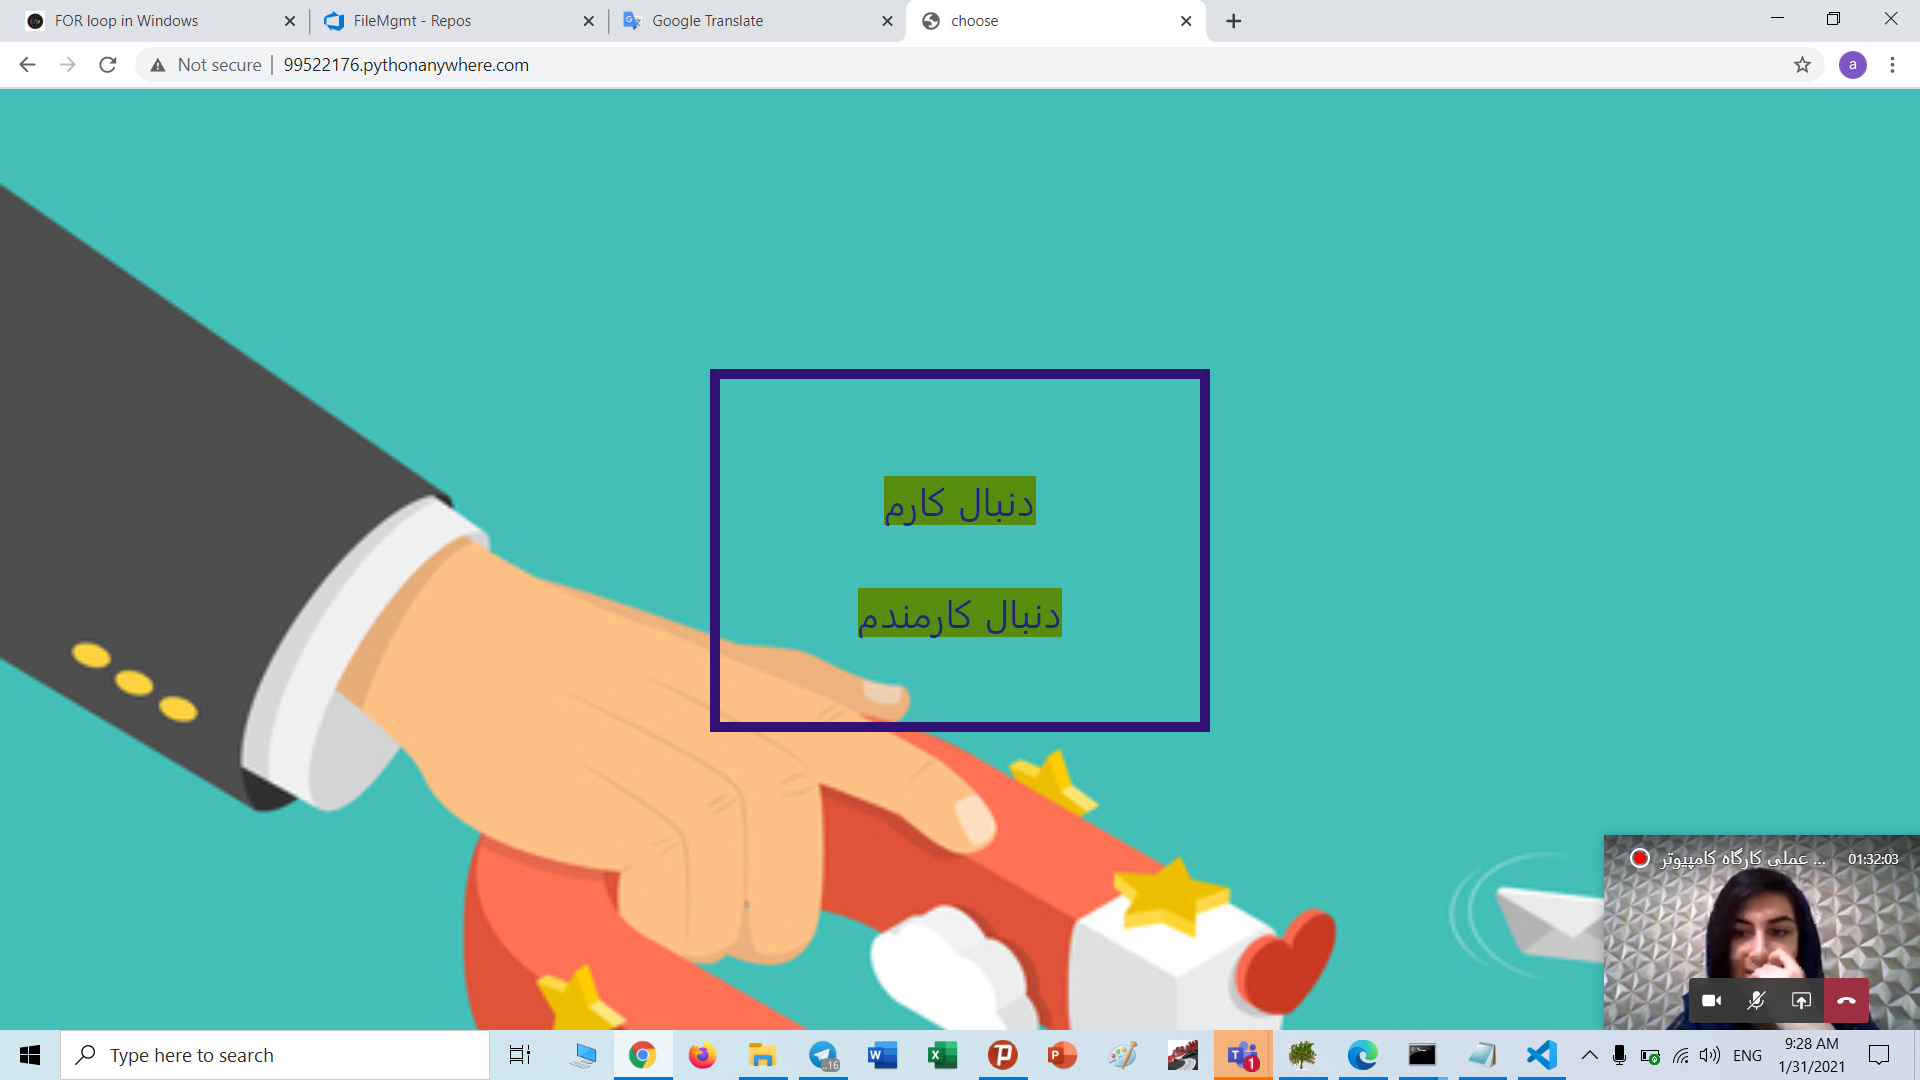 FOR loop in Windows
FileMgmt - Repos
Google Translate
choose
Not secure
99522176.pythonanywhere.com
a
دنبال کارم
دنبال کارمندم
عملی کارگاه کامپیوتر ...
01:32:03
Type here to search
..16
1
ENG
9:28 AM
1/31/2021